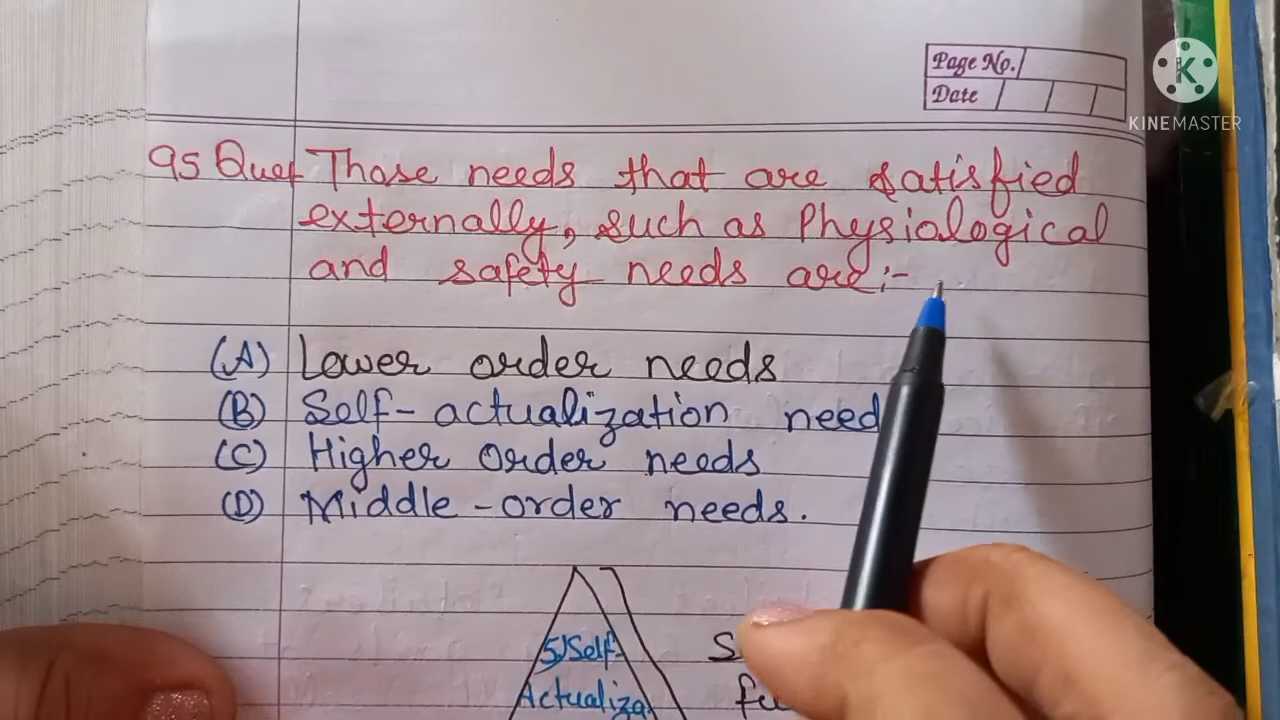 Page No.
Date
KINEMASTER
95 Ques Those needs that are satisfied
externally, such as Physiological
and safety needs are:-
(A) Lower order needs
(B) Self-actualization need
(C) Higher order needs
(D) Middle-order needs.
5) Self-
Actualiza